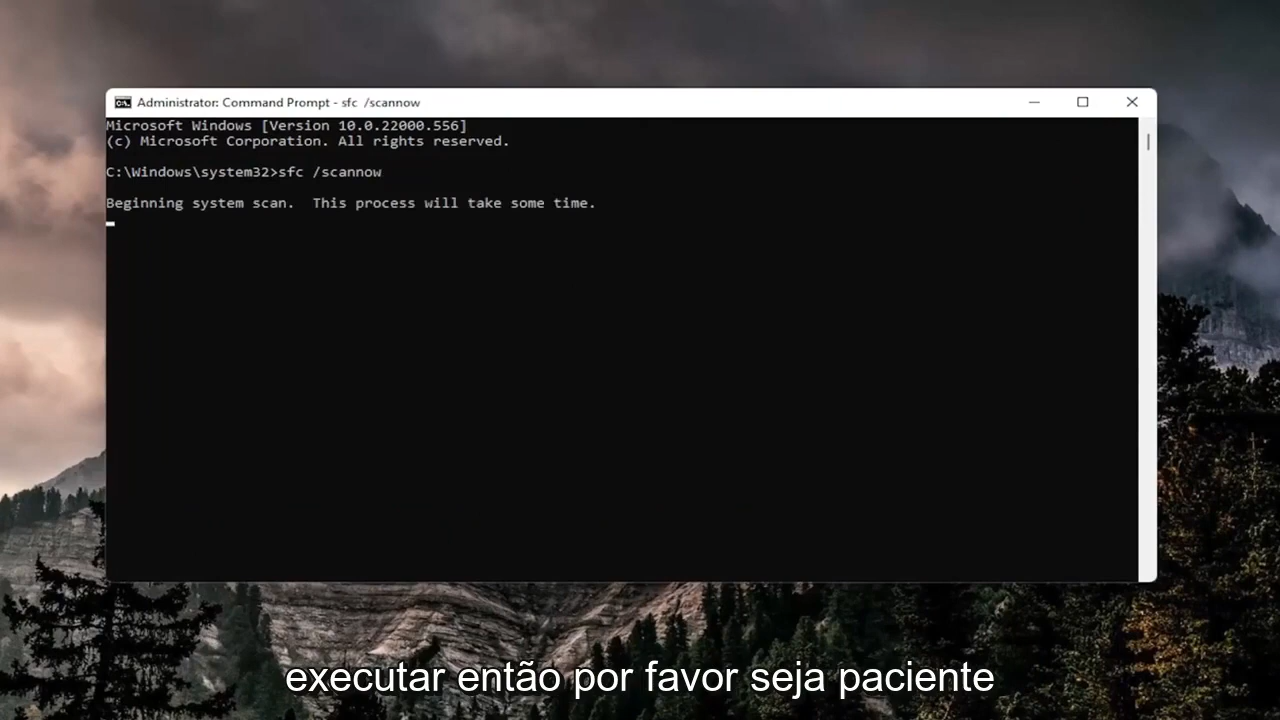 Administrator: Command Prompt - sfc  /scannow
Microsoft Windows [Version 10.0.22000.556]
(c) Microsoft Corporation. All rights reserved.
C:\Windows\system32>sfc /scannow
Beginning system scan.  This process will take some time.
executar então por favor seja paciente